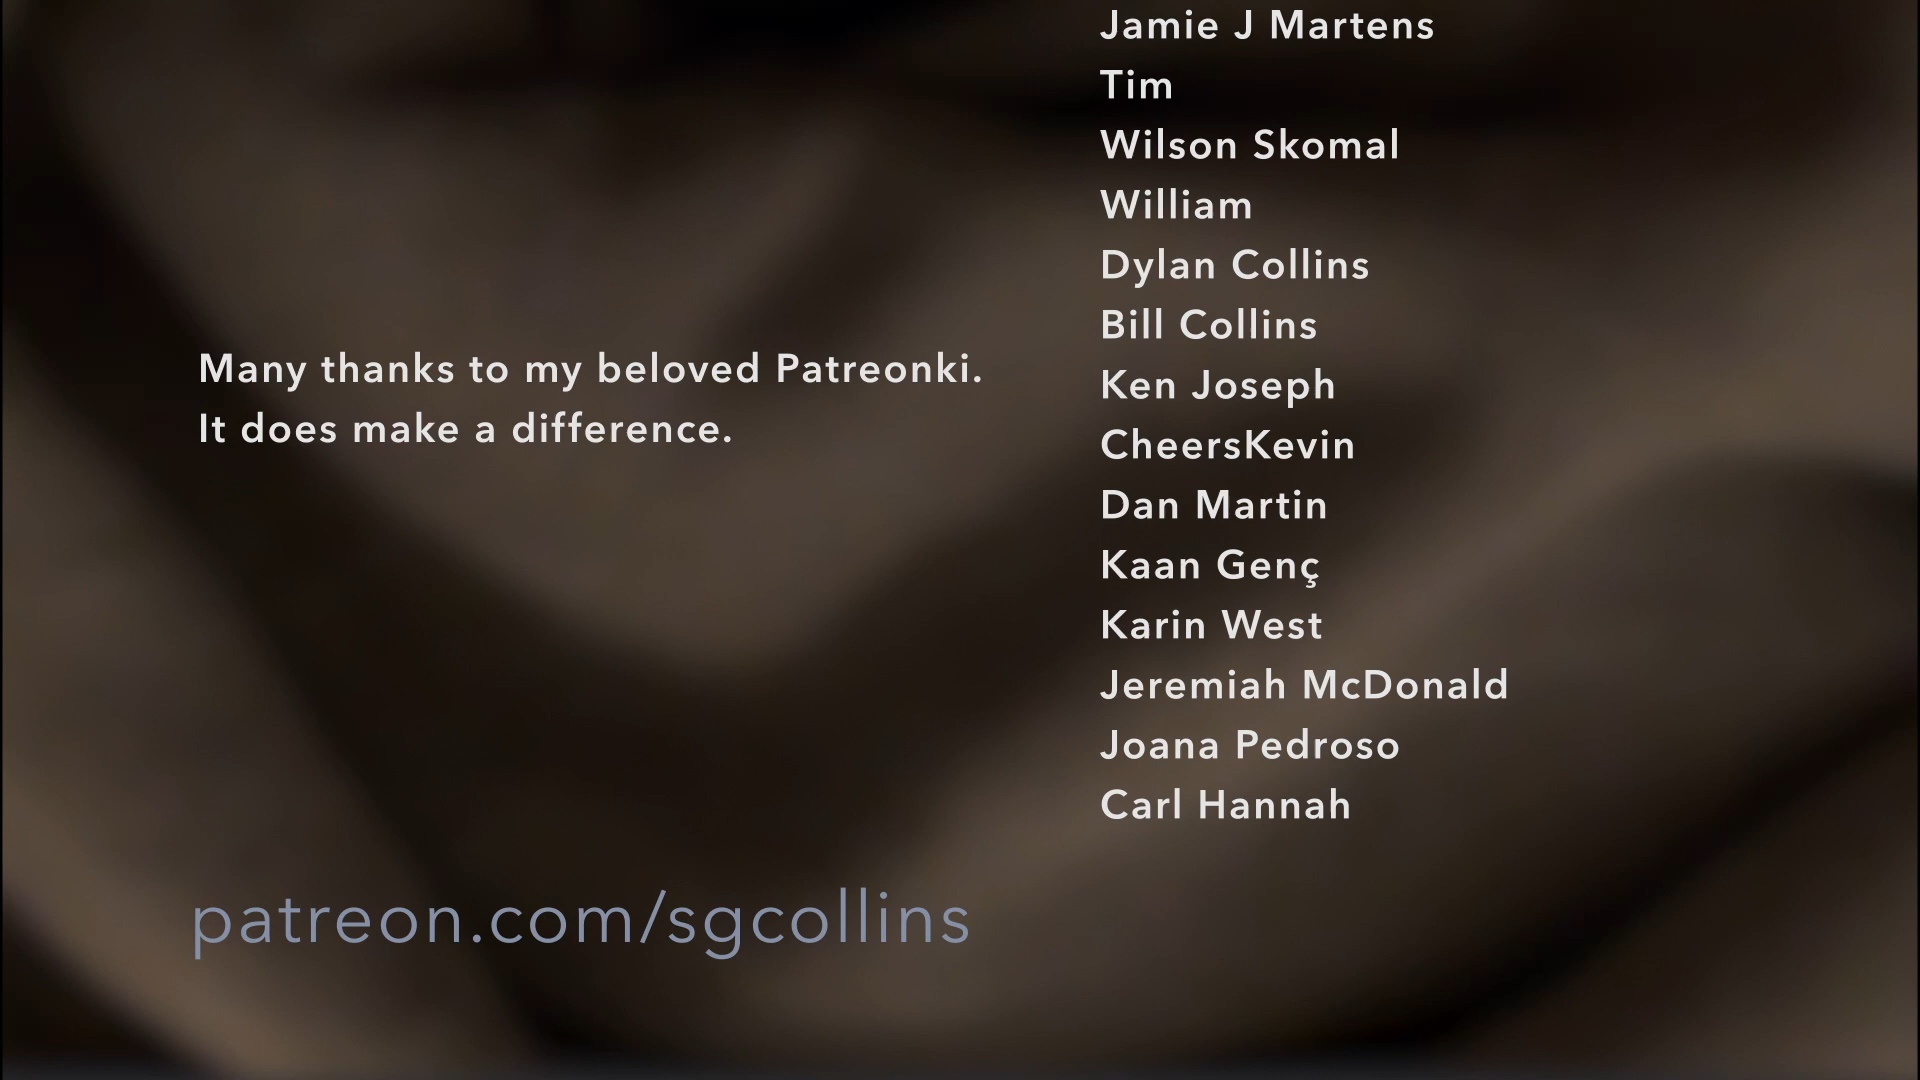 Many thanks to my beloved Patreonki.
It does make a difference.
patreon.com/sgcollins
Jamie J Martens
Tim
Wilson Skomal
William
Dylan Collins
Bill Collins
Ken Joseph
CheersKevin
Dan Martin
Kaan Genç
Karin West
Jeremiah McDonald
Joana Pedroso
Carl Hannah